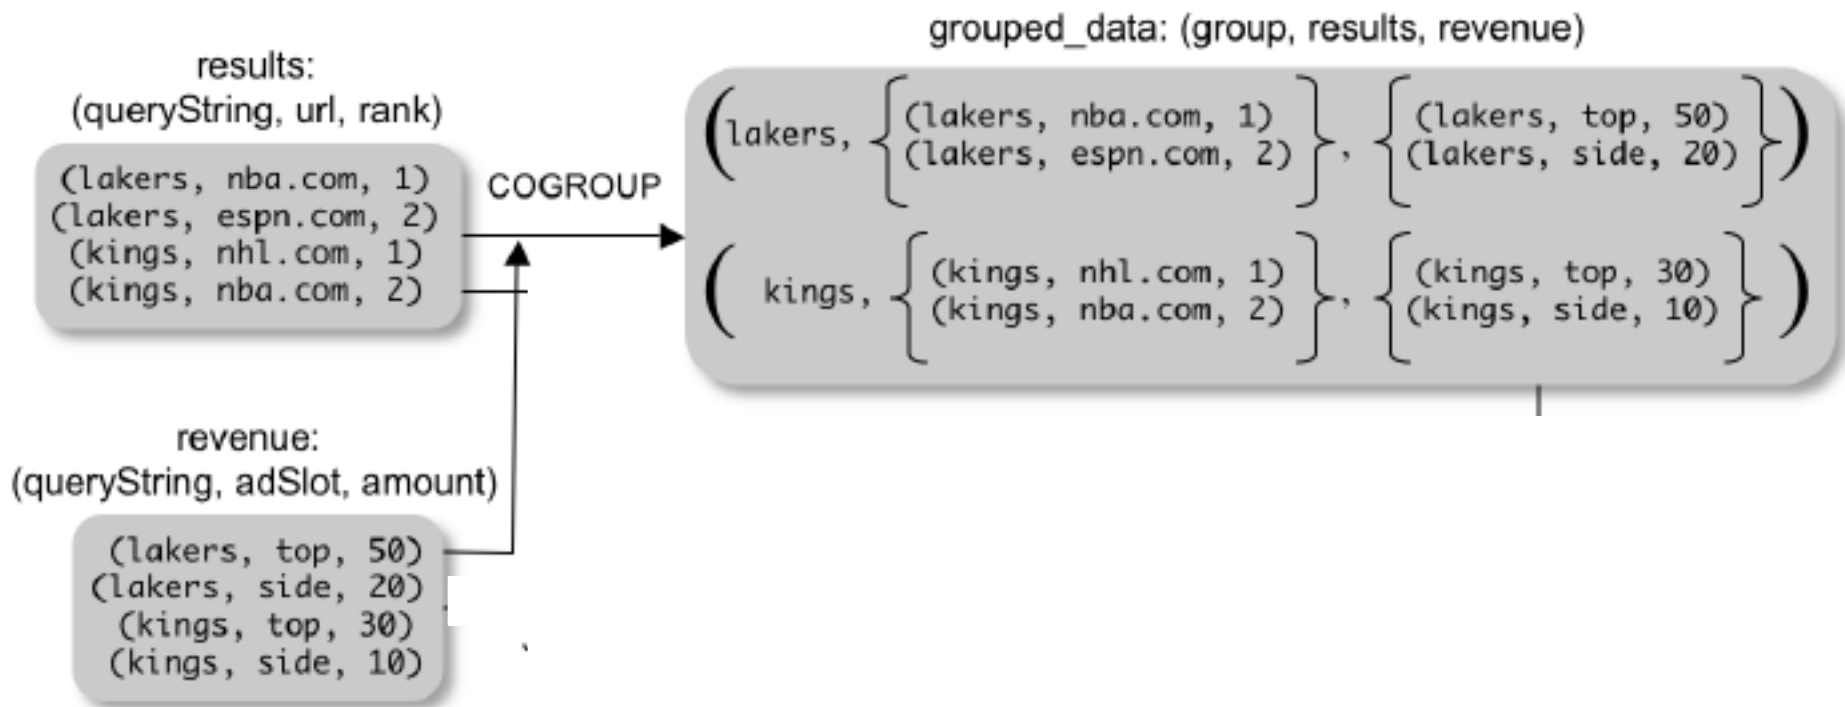 results:
(queryString, url, rank)
(lakers, nba.com, 1)
(lakers, espn.com, 2)
(kings, nhl.com, 1)
(kings, nba.com, 2)
COGROUP
revenue:
(queryString, adSlot, amount)
(lakers, top, 50)
(lakers, side, 20)
(kings, top, 30)
(kings, side, 10)
grouped_data: (group, results, revenue)
(lakers, { (lakers, nba.com, 1) }, { (lakers, top, 50) })
(lakers, espn.com, 2) (lakers, side, 20)
( kings, { (kings, nhl.com, 1) }, { (kings, top, 30) } )
(kings, nba.com, 2) (kings, side, 10)